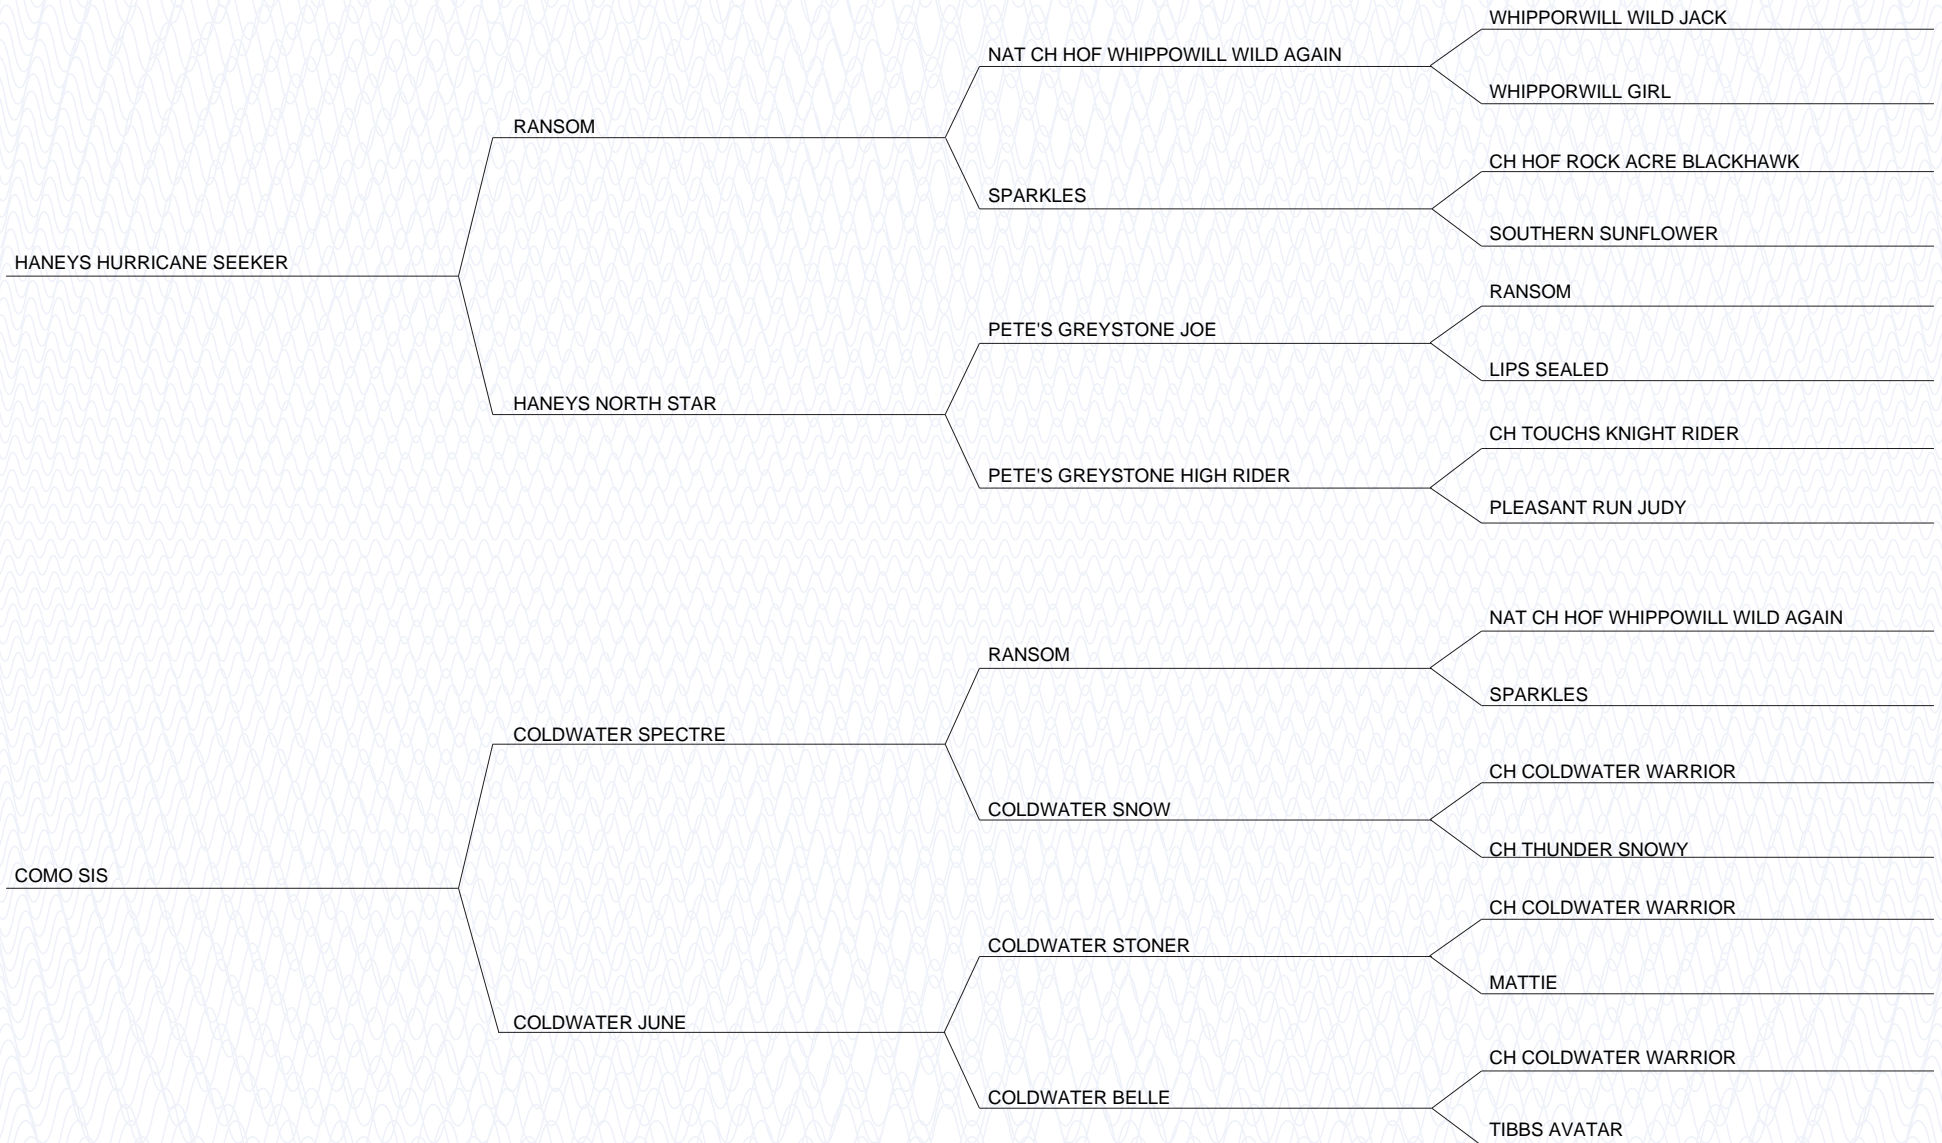 WHIPPORWILL WILD JACK
NAT CH HOF WHIPPOWILL WILD AGAIN
WHIPPORWILL GIRL
RANSOM
CH HOF ROCK ACRE BLACKHAWK
SPARKLES
SOUTHERN SUNFLOWER
HANEYS HURRICANE SEEKER
RANSOM
PETE'S GREYSTONE JOE
LIPS SEALED
HANEYS NORTH STAR
CH TOUCHS KNIGHT RIDER
PETE'S GREYSTONE HIGH RIDER
PLEASANT RUN JUDY
NAT CH HOF WHIPPOWILL WILD AGAIN
RANSOM
SPARKLES
COLDWATER SPECTRE
CH COLDWATER WARRIOR
COLDWATER SNOW
CH THUNDER SNOWY
COMO SIS
CH COLDWATER WARRIOR
COLDWATER STONER
MATTIE
COLDWATER JUNE
CH COLDWATER WARRIOR
COLDWATER BELLE
TIBBS AVATAR